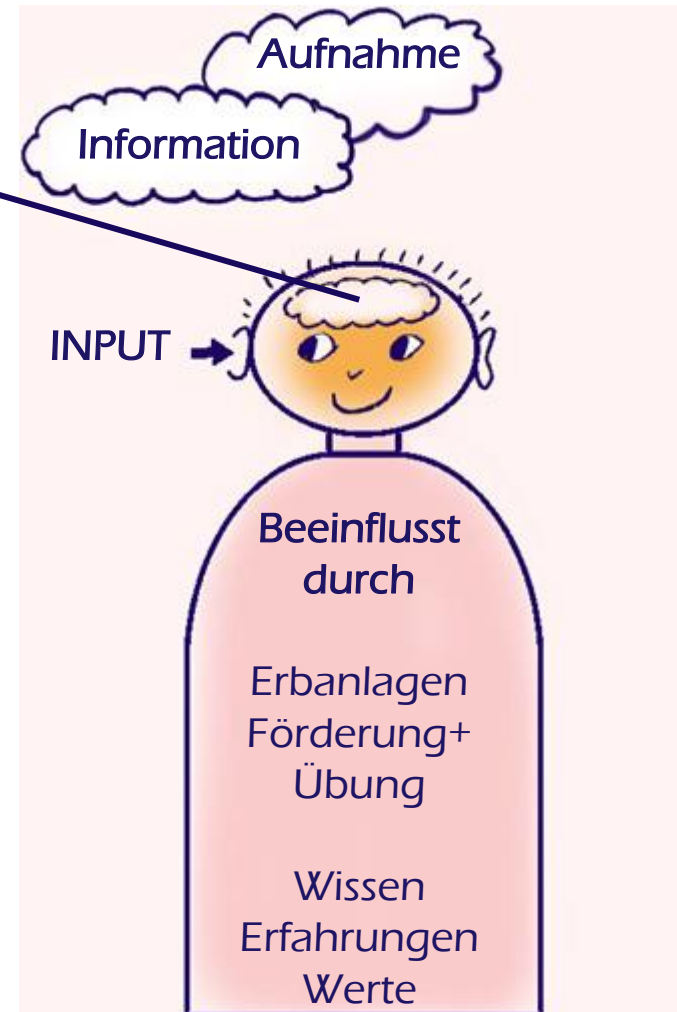 Aufnahme
Information
INPUT
Beeinflusst
durch
Erbanlagen
Förderung+
Übung
Wissen
Erfahrungen
Werte